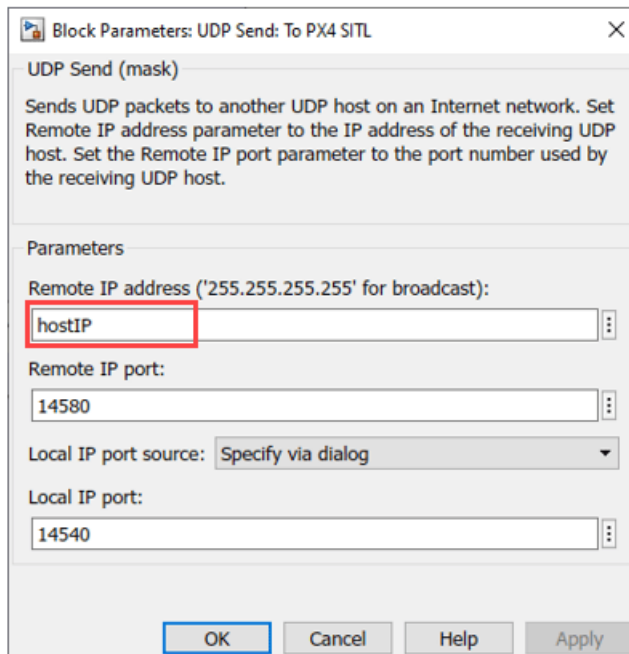 Block Parameters: UDP Send: To PX4 SITL
UDP Send (mask)
Sends UDP packets to another UDP host on an Internet network. Set
Remote IP address parameter to the IP address of the receiving UDP
host. Set the Remote IP port parameter to the port number used by
the receiving UDP host.
Parameters
Remote IP address ('255.255.255.255' for broadcast):
hostIP
Remote IP port:
14580
Local IP port source: Specify via dialog
Local IP port:
14540
OK Cancel Help Apply